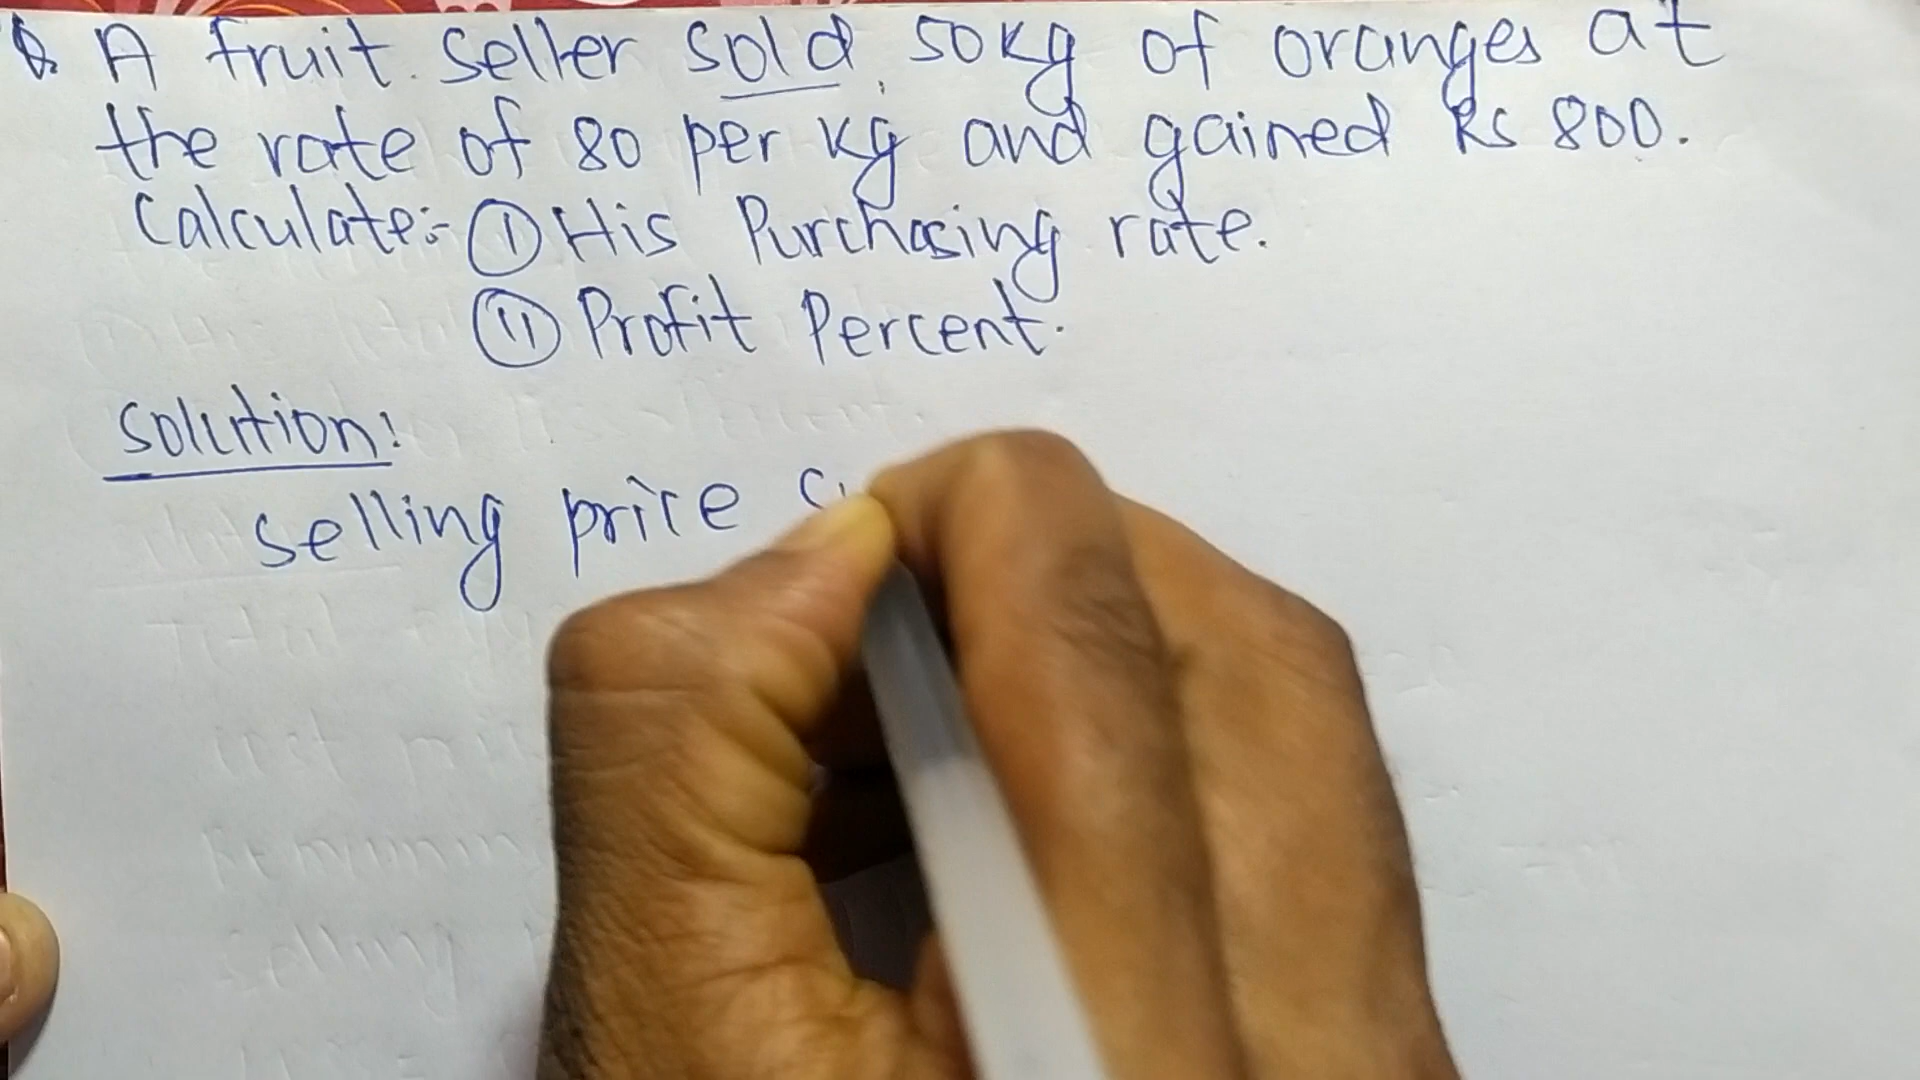 Q. A fruit seller sold 50kg of oranges at
the rate of 80 per kg and gained Rs 800.
Calculate:- (I) His Purchasing rate.
(II) Profit Percent.
Solution:
selling price